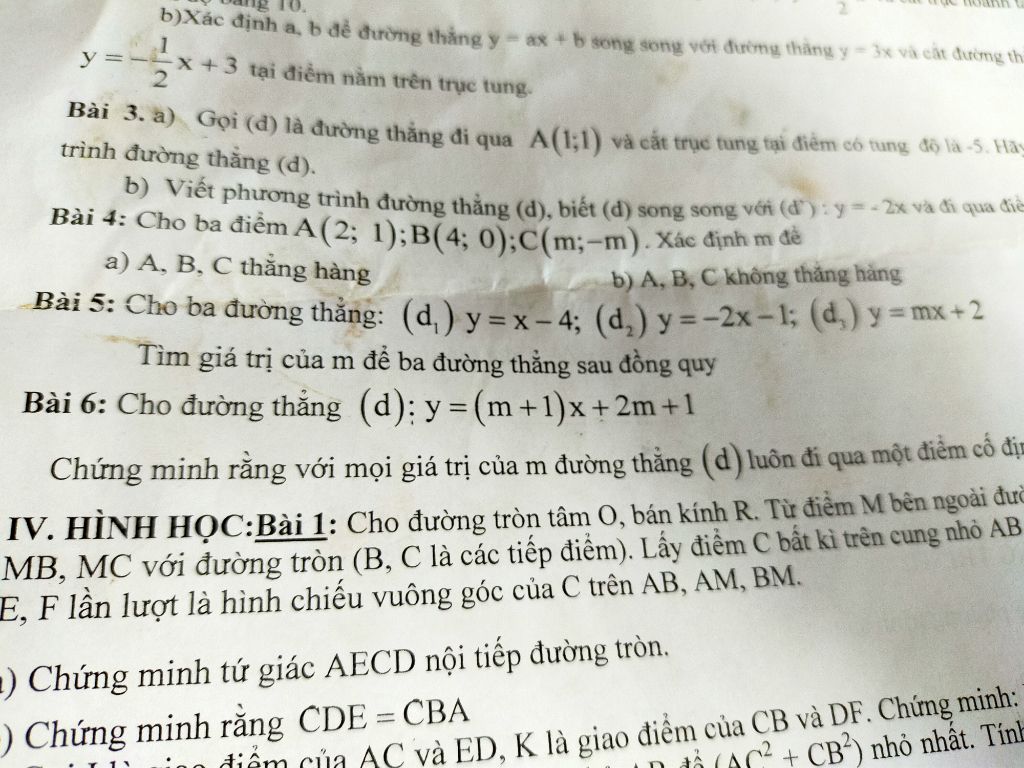 bằng 10.
b)Xác định a, b để đường thẳng y = ax + b song song với đường thẳng y = 3x và cắt đường th
y = -1/2 x + 3 tại điểm nằm trên trục tung.
Bài 3. a) Gọi (d) là đường thẳng đi qua A(1;1) và cắt trục tung tại điểm có tung độ là -5. Hãy
trình đường thẳng (d).
b) Viết phương trình đường thẳng (d), biết (d) song song với (d') : y = - 2x và đi qua điể
Bài 4: Cho ba điểm A(2; 1);B(4; 0);C(m;-m). Xác định m để
a) A, B, C thẳng hàng b) A, B, C không thẳng hàng
Bài 5: Cho ba đường thẳng: (d₁) y = x - 4; (d₂) y = -2x - 1; (d₃) y = mx + 2
Tìm giá trị của m để ba đường thẳng sau đồng quy
Bài 6: Cho đường thẳng (d): y = (m + 1)x + 2m + 1
Chứng minh rằng với mọi giá trị của m đường thẳng (d) luôn đi qua một điểm cố địn
IV. HÌNH HỌC:Bài 1: Cho đường tròn tâm O, bán kính R. Từ điểm M bên ngoài đườ
MB, MC với đường tròn (B, C là các tiếp điểm). Lấy điểm C bất kì trên cung nhỏ AB
E, F lần lượt là hình chiếu vuông góc của C trên AB, AM, BM.
) Chứng minh tứ giác AECD nội tiếp đường tròn.
) Chứng minh rằng CDE = CBA
điểm của AC và ED, K là giao điểm của CB và DF. Chứng minh:
để (AC² + CB²) nhỏ nhất. Tính